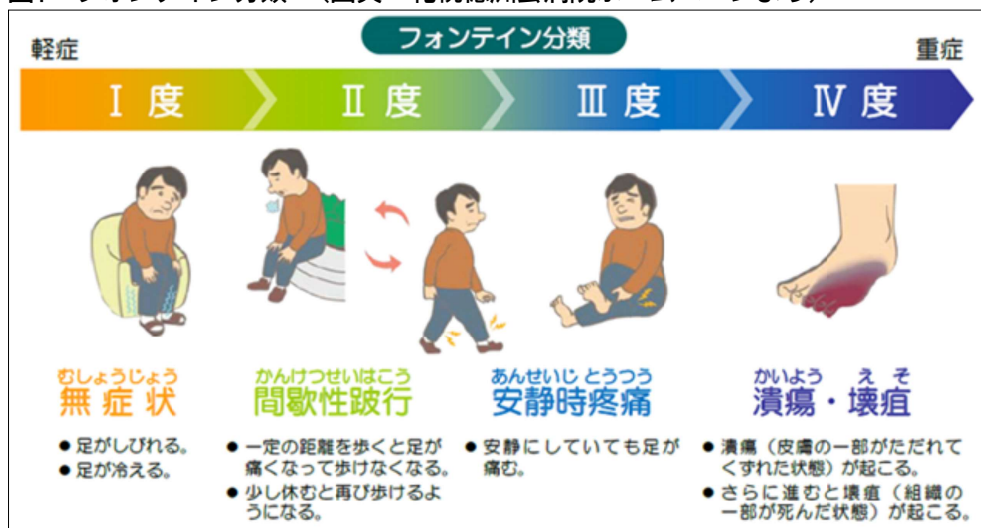 フォンテイン分類
軽症
重症
Ⅰ 度
Ⅱ 度
Ⅲ 度
Ⅳ 度
むしょうじょう
無症状
● 足がしびれる。
● 足が冷える。
かんけつせいはこう
間歇性跛行
● 一定の距離を歩くと足が
痛くなって歩けなくなる。
● 少し休むと再び歩けるよ
うになる。
あんせいじ とうつう
安静時疼痛
● 安静にしていても足が
痛む。
かいよう えそ
潰瘍・壊疽
● 潰瘍（皮膚の一部がただれて
くずれた状態）が起こる。
● さらに進むと壊疽（組織の
一部が死んだ状態）が起こる。